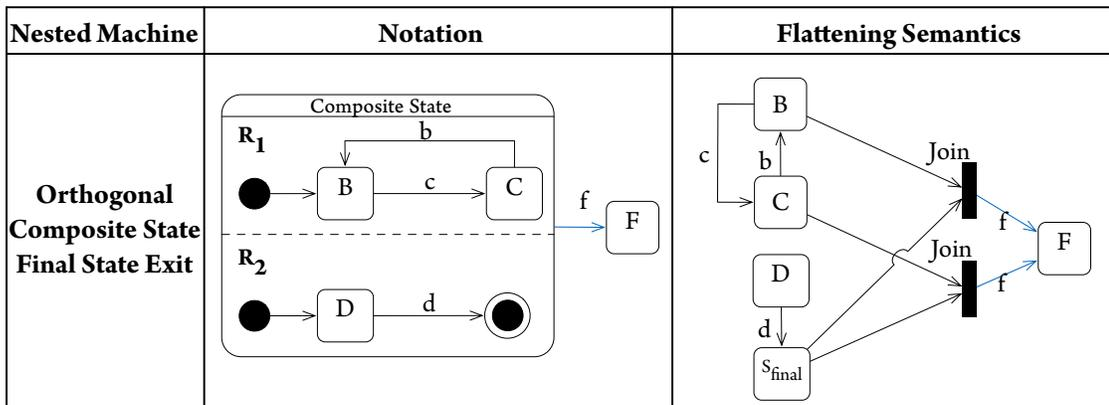 Nested Machine
Notation
Flattening Semantics
Orthogonal
Composite State
Final State Exit
Composite State
R1
b
B
c
C
f
F
R2
D
d
B
c
b
C
Join
f
F
Join
f
D
d
Sfinal